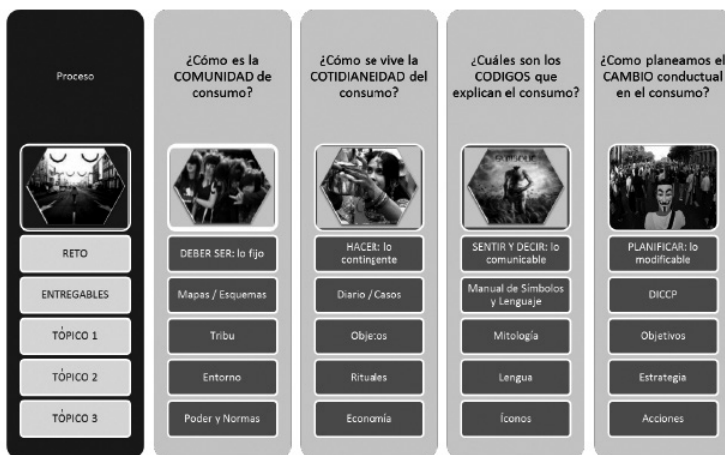 Proceso
¿Cómo es la
COMUNIDAD de
consumo?
¿Cómo se vive la
COTIDIANEIDAD del
consumo?
¿Cuáles son los
CODIGOS que
explican el consumo?
¿Como planeamos el
CAMBIO conductual
en el consumo?
RETO
DEBER SER: lo fijo
HACER: lo
contingente
SENTIR Y DECIR: lo
comunicable
PLANIFICAR: lo
modificable
ENTREGABLES
Mapas / Esquemas
Diario / Casos
Manual de Símbolos
y Lenguaje
DICCP
TÓPICO 1
Tribu
Objetos
Mitología
Objetivos
TÓPICO 2
Entorno
Rituales
Lengua
Estrategia
TÓPICO 3
Poder y Normas
Economía
Íconos
Acciones